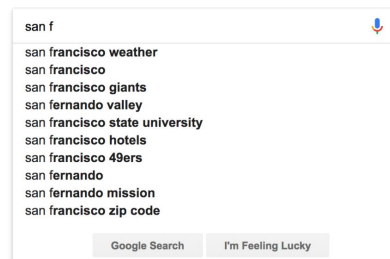 san f
san francisco weather
san francisco
san francisco giants
san fernando valley
san francisco state university
san francisco hotels
san francisco 49ers
san fernando
san fernando mission
san francisco zip code
Google Search I'm Feeling Lucky